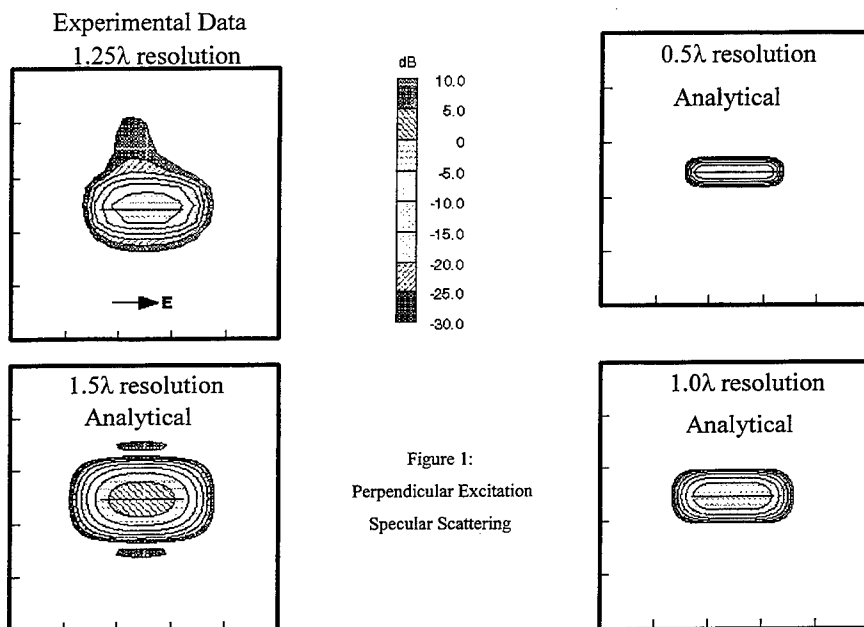 Experimental Data
1.25λ resolution
E
dB
10.0
5.0
0
-5.0
-10.0
-15.0
-20.0
-25.0
-30.0
0.5λ resolution
Analytical
1.5λ resolution
Analytical
Figure 1:
Perpendicular Excitation
Specular Scattering
1.0λ resolution
Analytical